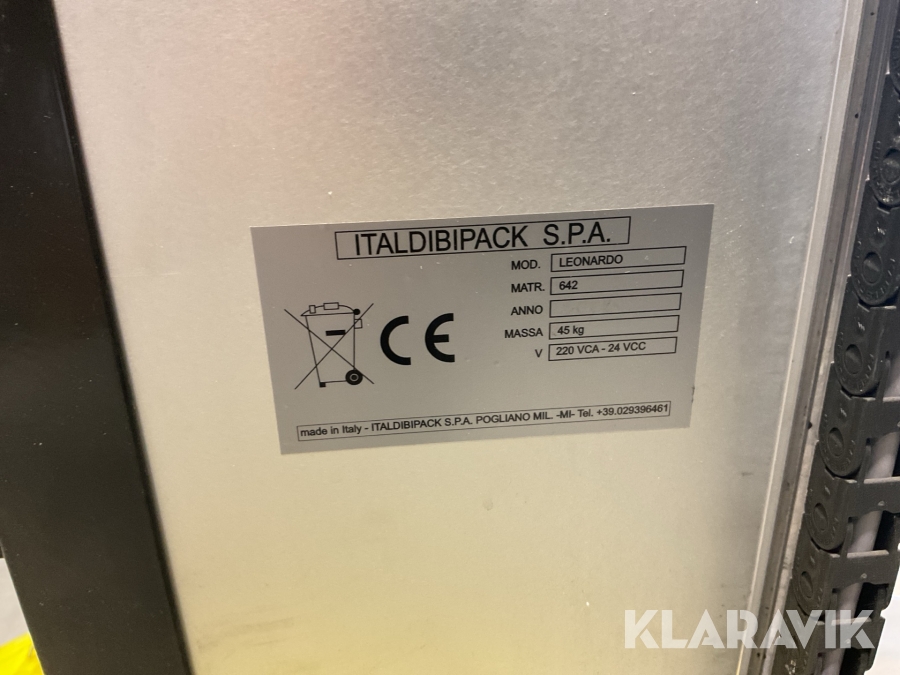 ITALDIBIPACK S.P.A.
MOD. LEONARDO
MATR. 642
ANNO
MASSA 45 kg
V 220 VCA - 24 VCC
CE
made in Italy - ITALDIBIPACK S.P.A. POGLIANO MIL. -MI- Tel. +39.029396461
KLARAVIK